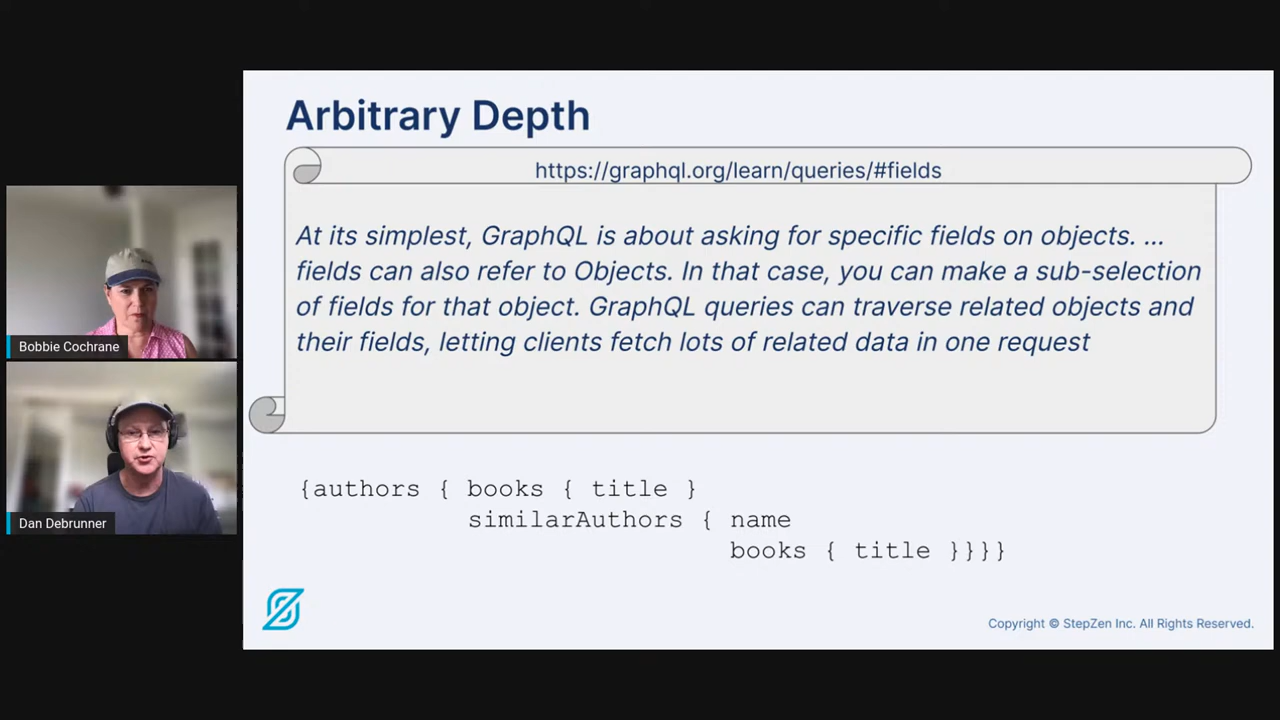 Arbitrary Depth
https://graphql.org/learn/queries/#fields
At its simplest, GraphQL is about asking for specific fields on objects. ...
fields can also refer to Objects. In that case, you can make a sub-selection
of fields for that object. GraphQL queries can traverse related objects and
their fields, letting clients fetch lots of related data in one request
Bobbie Cochrane
Dan Debrunner
{authors { books { title }
similarAuthors { name
books { title }}}}
Copyright © StepZen Inc. All Rights Reserved.